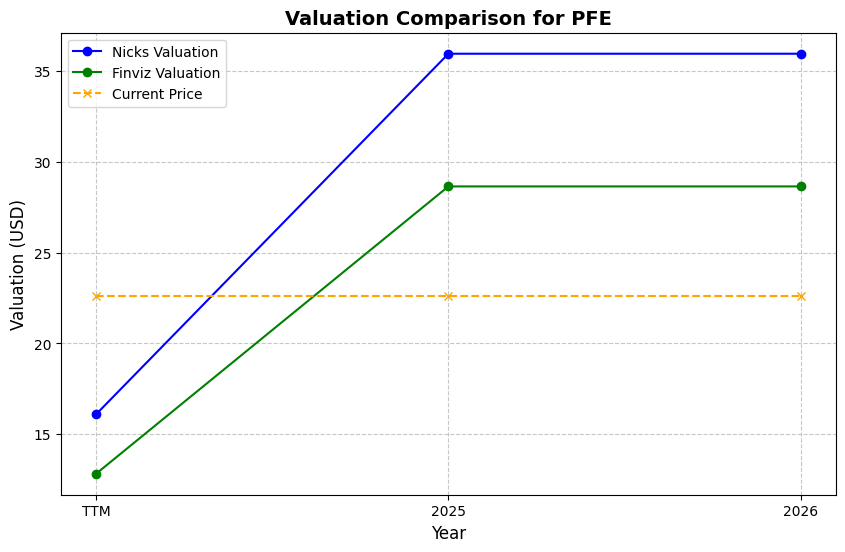 Valuation Comparison for PFE
Nicks Valuation
Finviz Valuation
Current Price
Valuation (USD)
35
30
25
20
15
TTM
2025
2026
Year